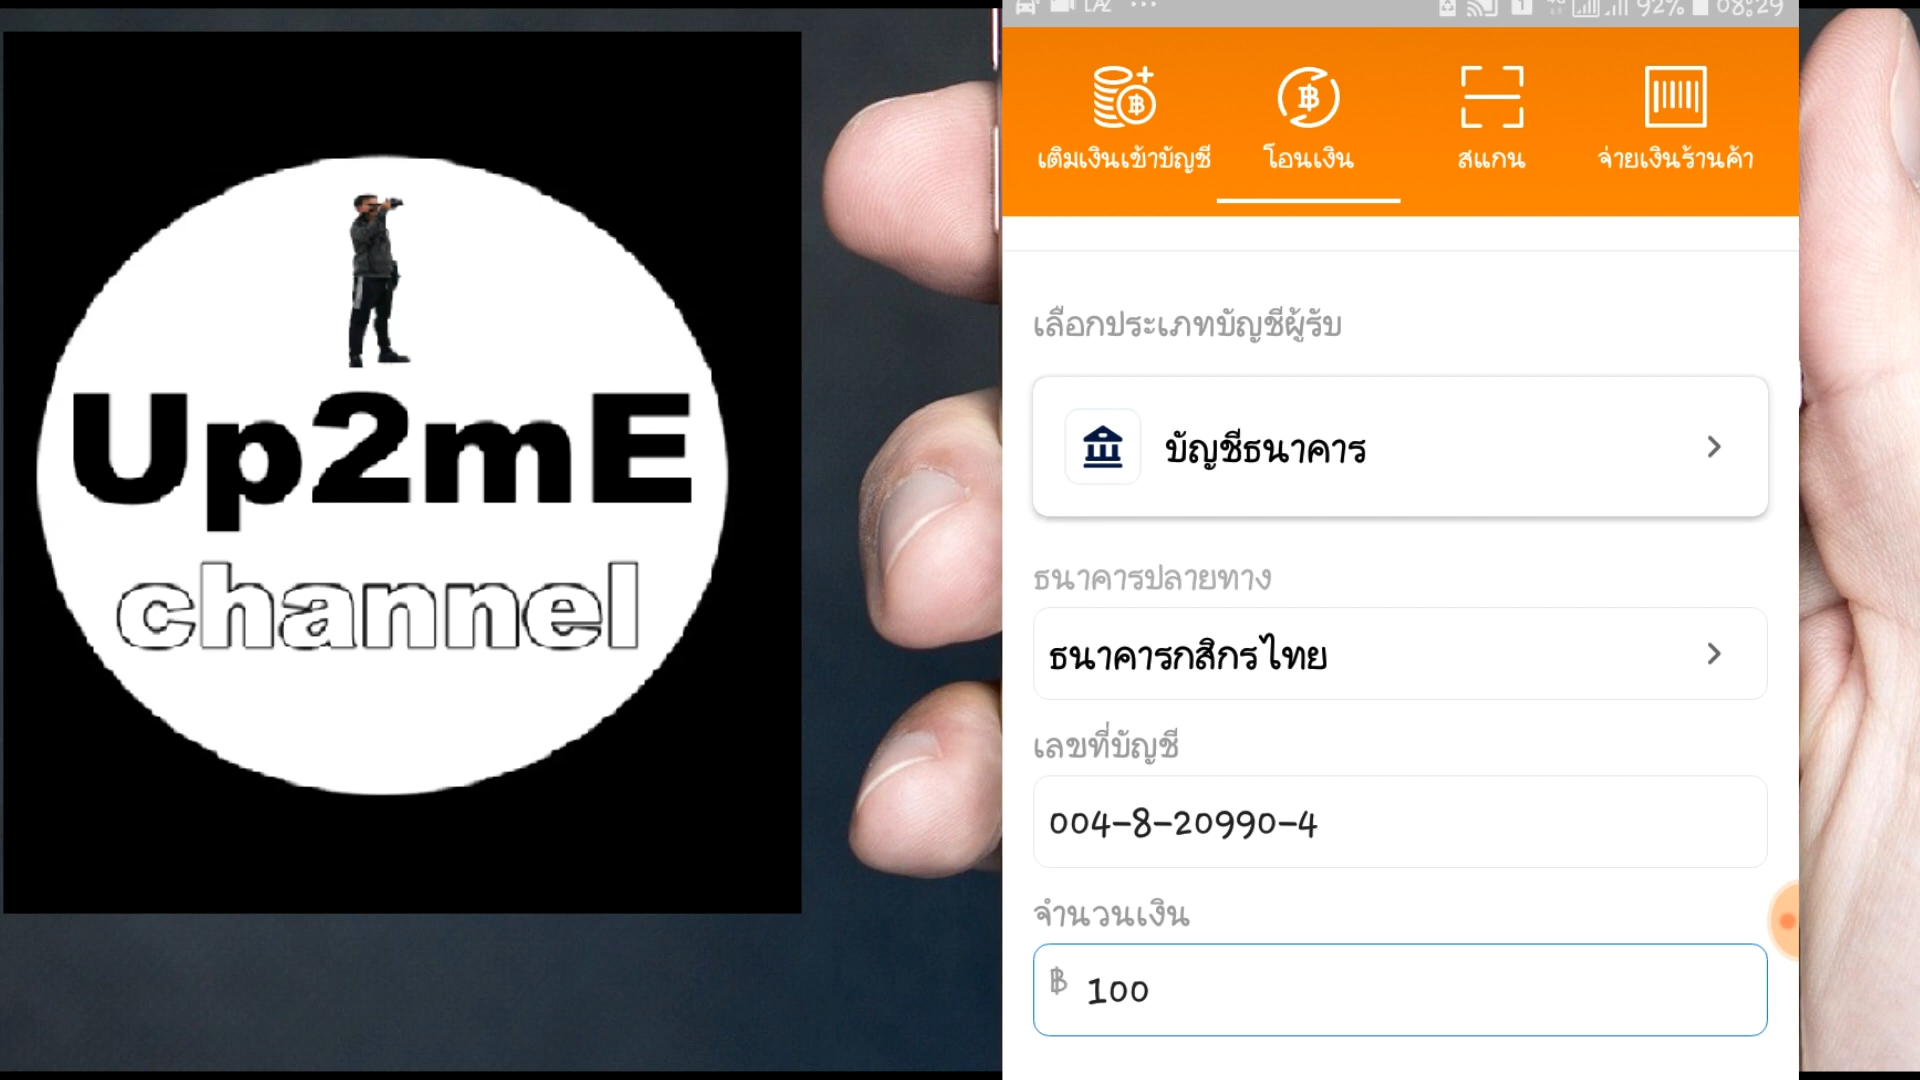 Up2mE
channel
92% 08:29
เติมเงินเข้าบัญชี โอนเงิน สแกน จ่ายเงินร้านค้า
เลือกประเภทบัญชีผู้รับ
บัญชีธนาคาร
ธนาคารปลายทาง
ธนาคารกสิกรไทย
เลขที่บัญชี
004-8-20990-4
จำนวนเงิน
฿ 100